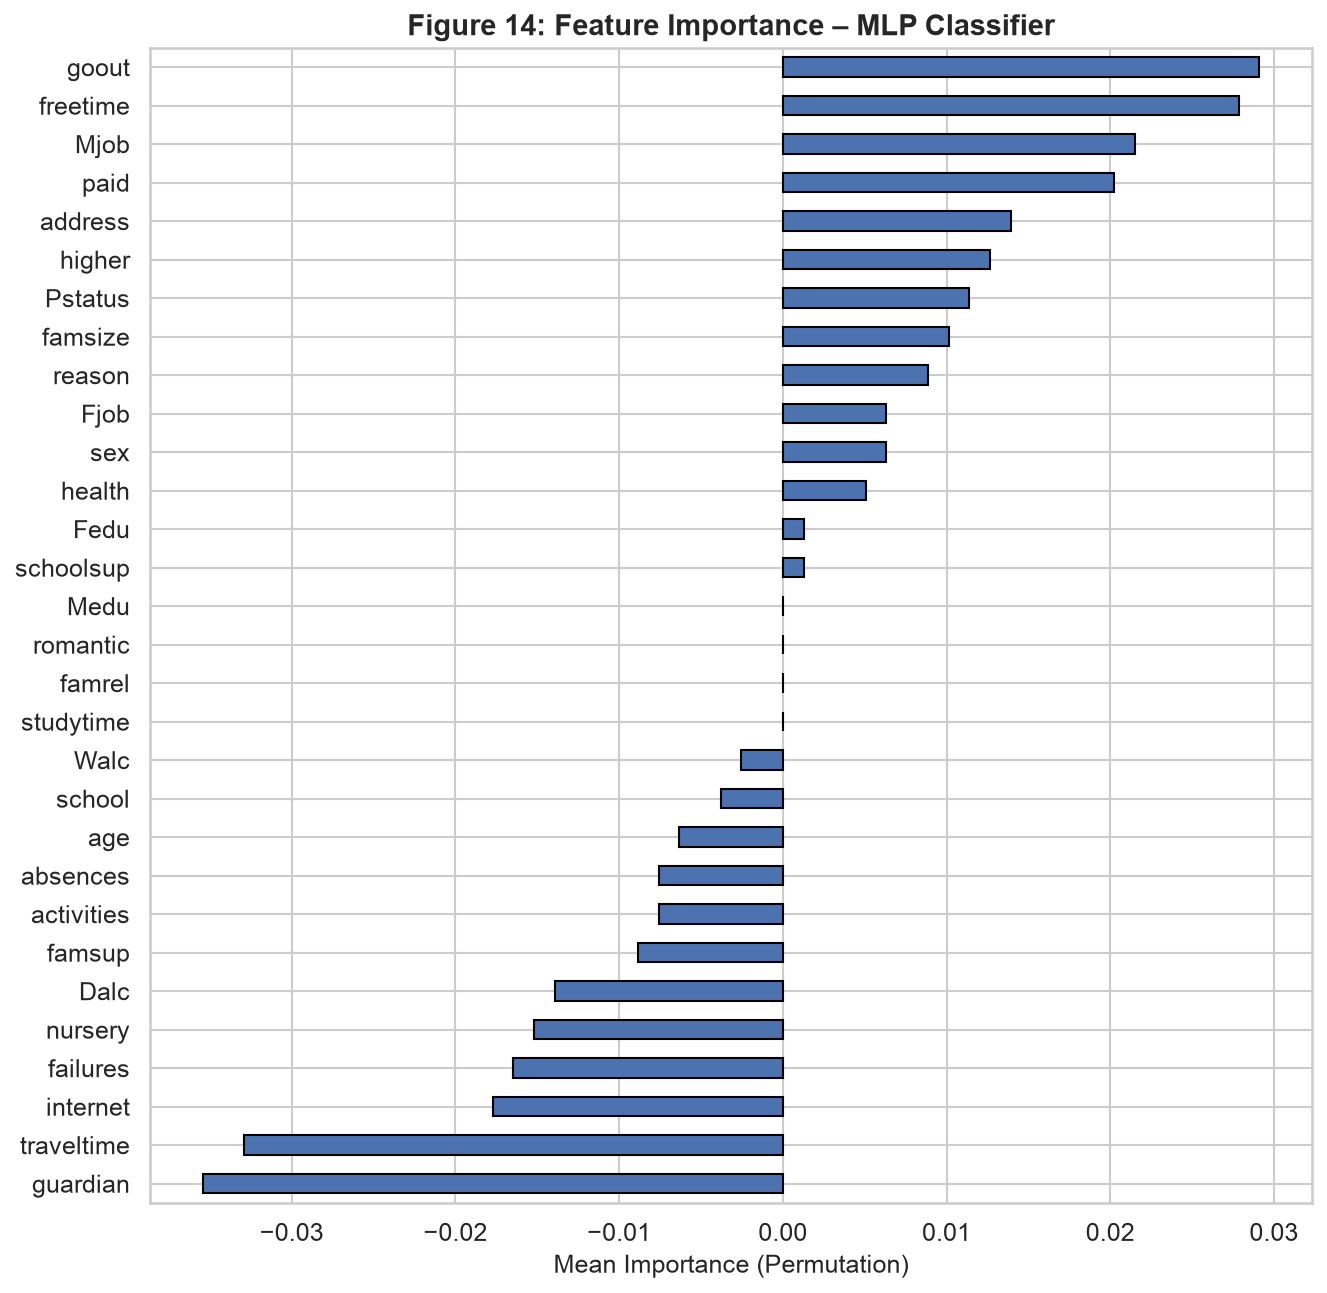 Figure 14: Feature Importance – MLP Classifier
goout
freetime
Mjob
paid
address
higher
Pstatus
famsize
reason
Fjob
sex
health
Fedu
schoolsup
Medu
romantic
famrel
studytime
Walc
school
age
absences
activities
famsup
Dalc
nursery
failures
internet
traveltime
guardian
−0.03 −0.02 −0.01 0.00 0.01 0.02 0.03
Mean Importance (Permutation)